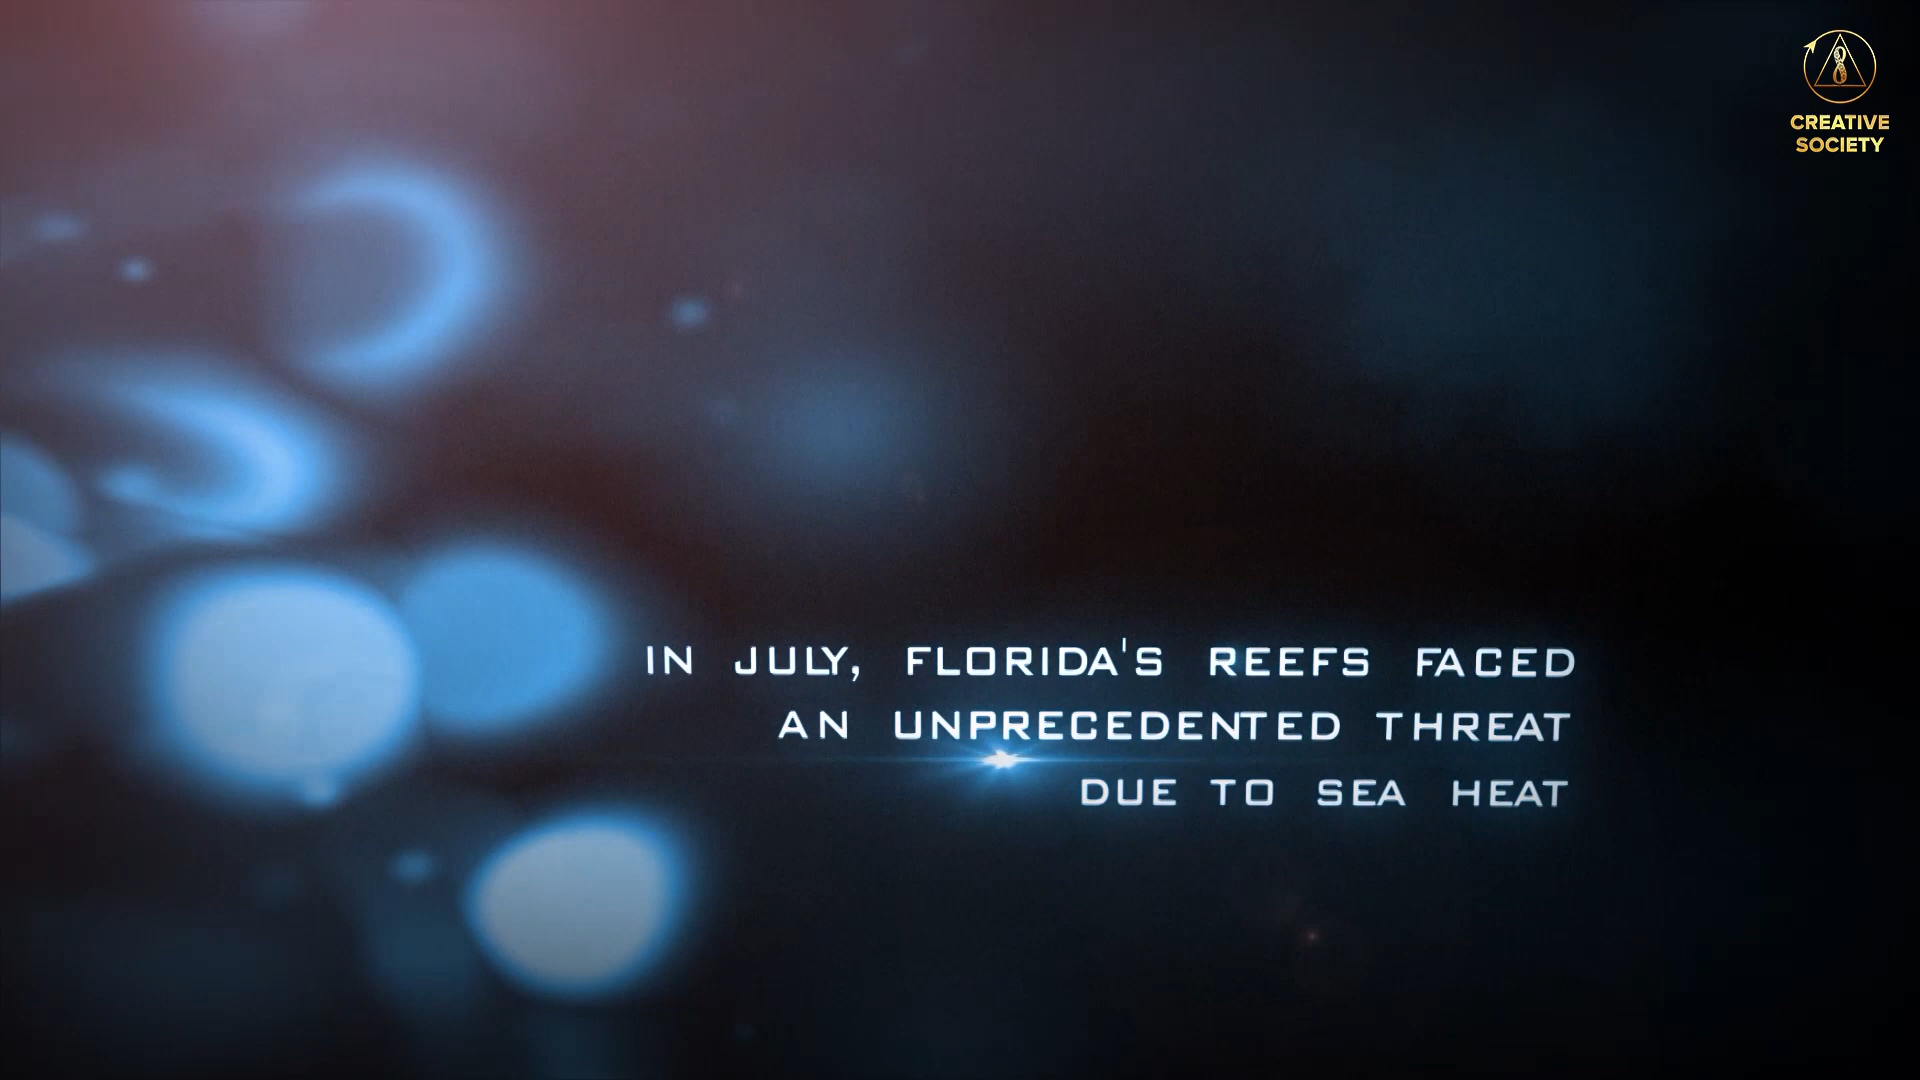 CREATIVE
SOCIETY
IN JULY, FLORIDA'S REEFS FACED
AN UNPRECEDENTED THREAT
DUE TO SEA HEAT